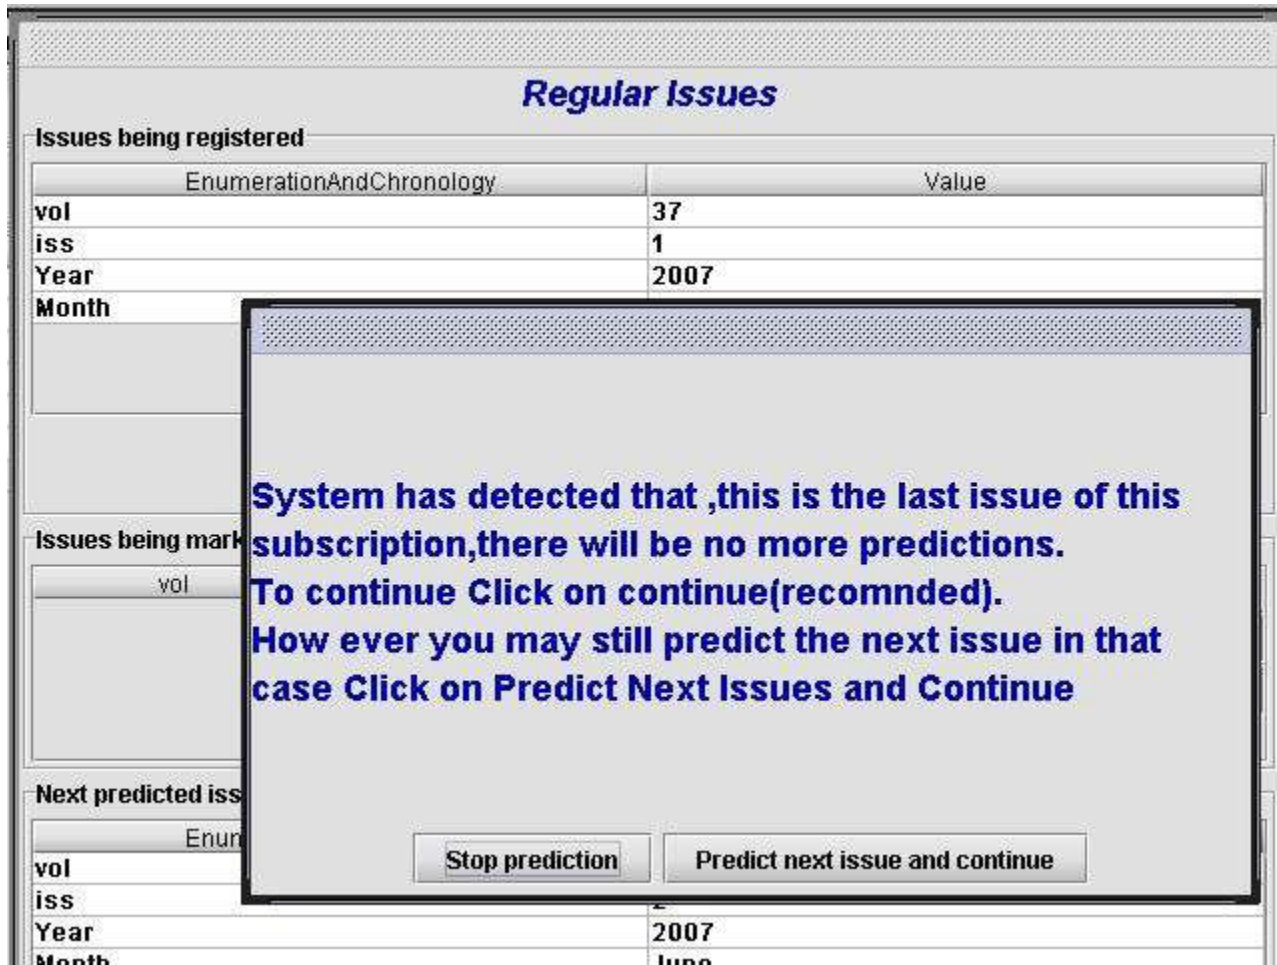 Regular Issues
Issues being registered
EnumerationAndChronology Value
vol 37
iss 1
Year 2007
Month
System has detected that ,this is the last issue of this
subscription,there will be no more predictions.
To continue Click on continue(recomnded).
How ever you may still predict the next issue in that
case Click on Predict Next Issues and Continue
Stop prediction Predict next issue and continue
Issues being mark
vol
Next predicted iss
Enun
vol
iss
Year 2007
Month June